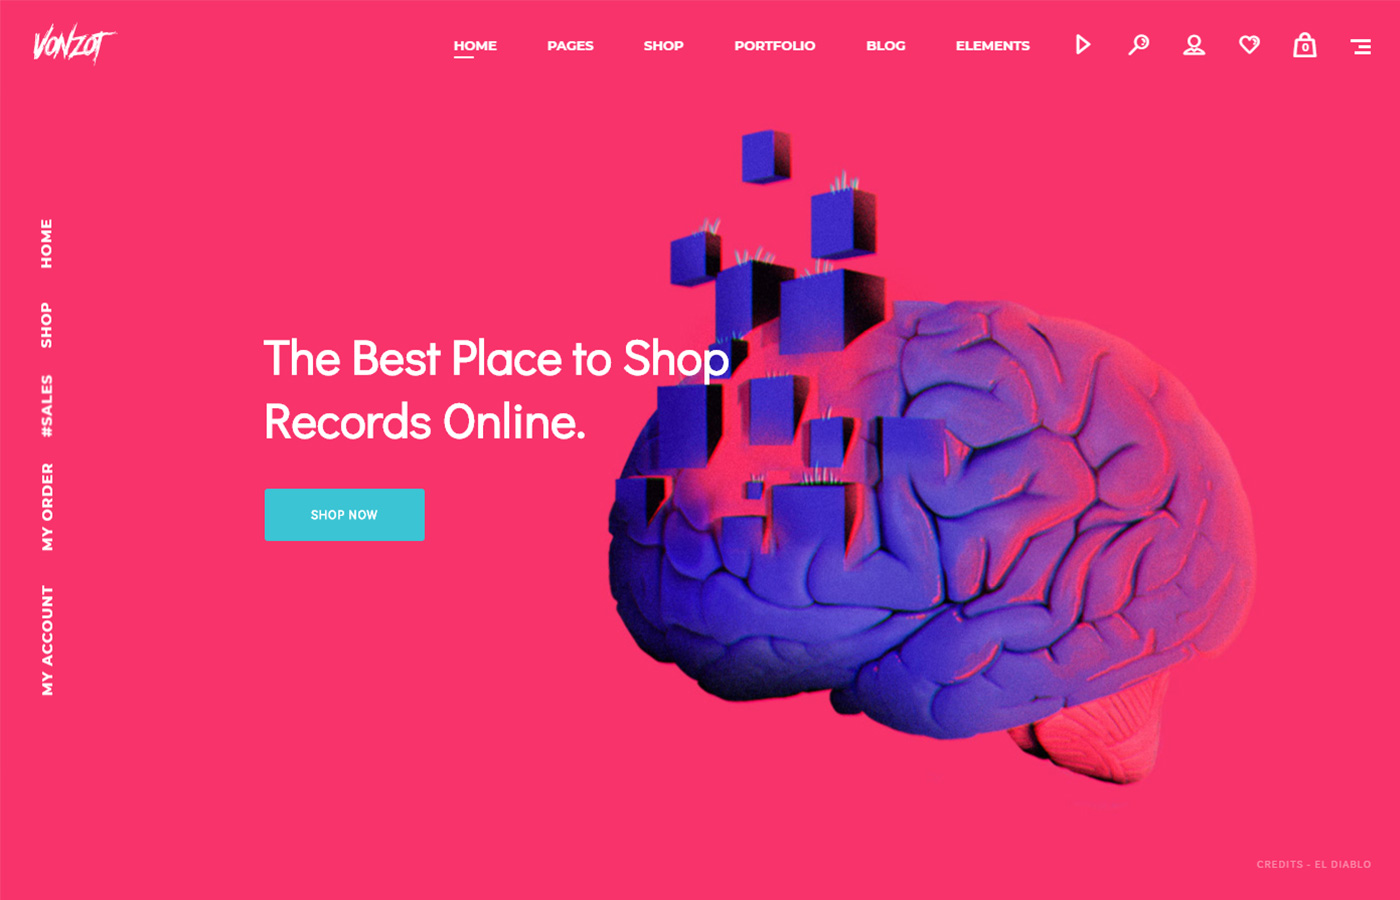 VONZOT
HOME PAGES SHOP PORTFOLIO BLOG ELEMENTS 0
HOME
SHOP
#SALES
MY ORDER
MY ACCOUNT
The Best Place to Shop
Records Online.
SHOP NOW
CREDITS - EL DIABLO